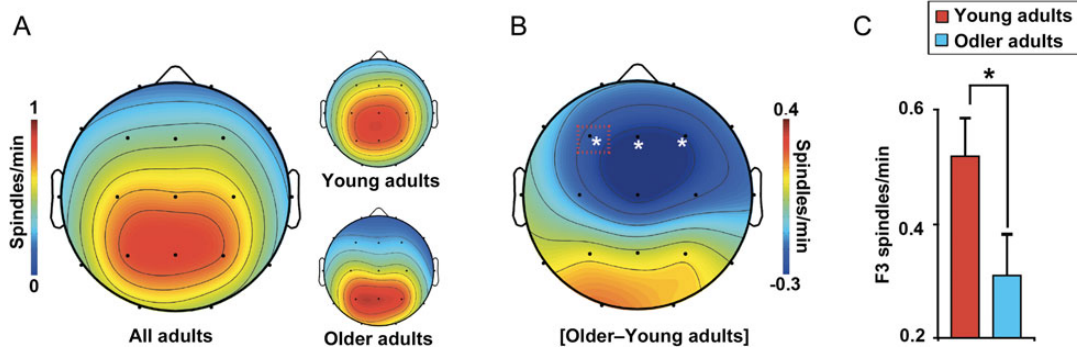 A
1
Spindles/min
0
All adults
Young adults
Older adults
B
*
*
*
0.4
Spindles/min
-0.3
[Older–Young adults]
C
Young adults
Odler adults
*
0.6
0.4
0.2
F3 spindles/min